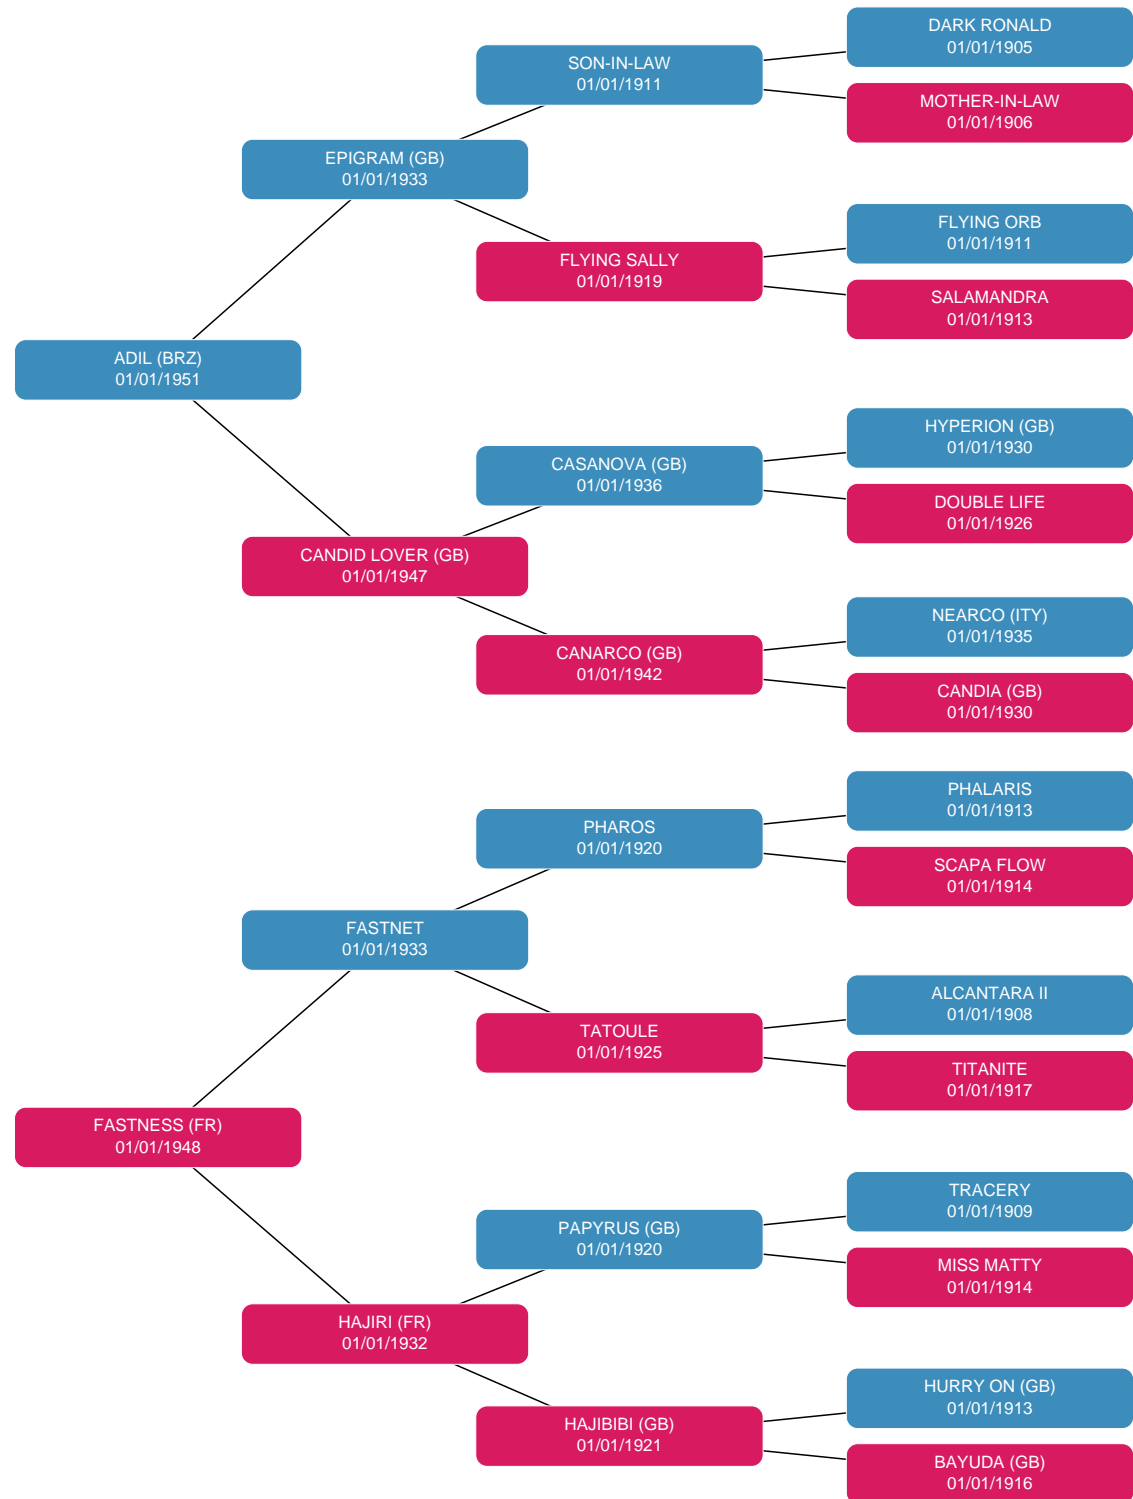 DARK RONALD
01/01/1905
SON-IN-LAW
01/01/1911
MOTHER-IN-LAW
01/01/1906
EPIGRAM (GB)
01/01/1933
FLYING ORB
01/01/1911
FLYING SALLY
01/01/1919
SALAMANDRA
01/01/1913
ADIL (BRZ)
01/01/1951
HYPERION (GB)
01/01/1930
CASANOVA (GB)
01/01/1936
DOUBLE LIFE
01/01/1926
CANDID LOVER (GB)
01/01/1947
NEARCO (ITY)
01/01/1935
CANARCO (GB)
01/01/1942
CANDIA (GB)
01/01/1930
PHALARIS
01/01/1913
PHAROS
01/01/1920
SCAPA FLOW
01/01/1914
FASTNET
01/01/1933
ALCANTARA II
01/01/1908
TATOULE
01/01/1925
TITANITE
01/01/1917
FASTNESS (FR)
01/01/1948
TRACERY
01/01/1909
PAPYRUS (GB)
01/01/1920
MISS MATTY
01/01/1914
HAJIRI (FR)
01/01/1932
HURRY ON (GB)
01/01/1913
HAJIBIBI (GB)
01/01/1921
BAYUDA (GB)
01/01/1916